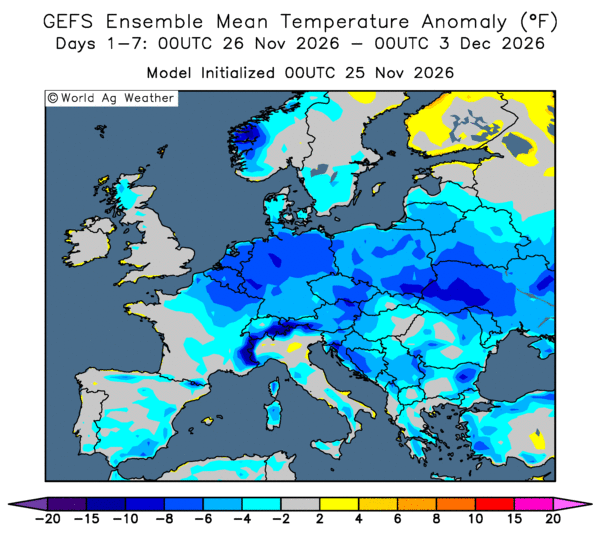 GEFS Ensemble Mean Temperature Anomaly (°F)
Days 1-7: 00UTC 26 Nov 2026 - 00UTC 3 Dec 2026
Model Initialized 00UTC 25 Nov 2026
© World Ag Weather
-20 -15 -10 -8 -6 -4 -2 2 4 6 8 10 15 20